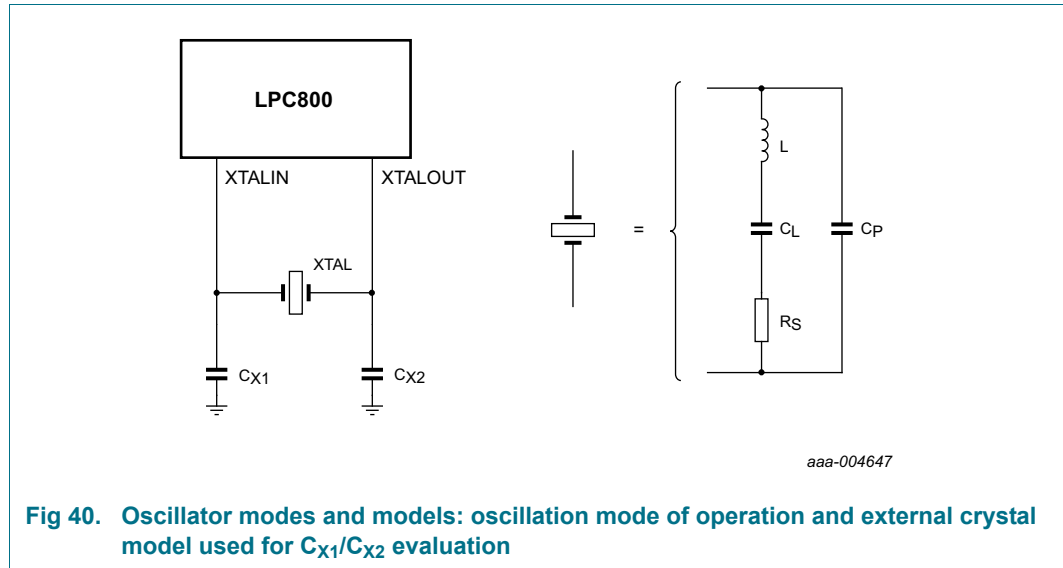 LPC800
XTALIN
XTALOUT
XTAL
CX1
CX2
=
L
CL
CP
RS
aaa-004647
Fig 40. Oscillator modes and models: oscillation mode of operation and external crystal
model used for CX1/CX2 evaluation